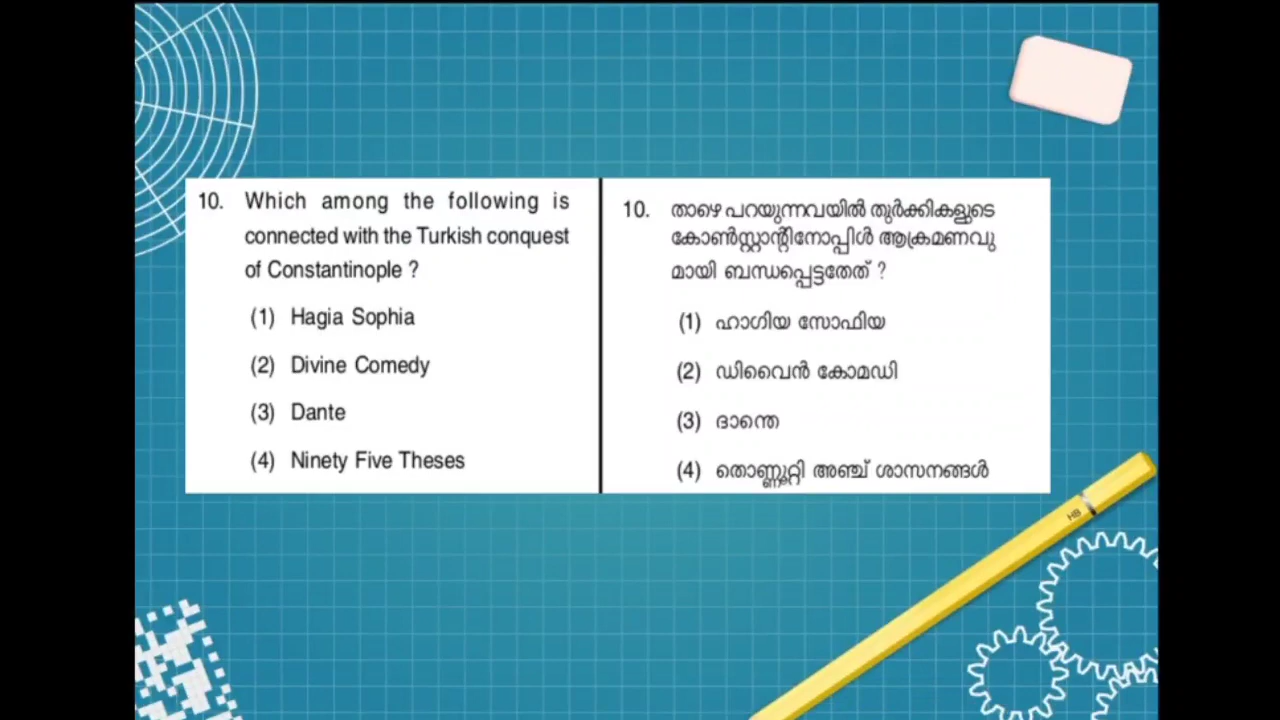 10. Which among the following is
connected with the Turkish conquest
of Constantinople ?
(1) Hagia Sophia
(2) Divine Comedy
(3) Dante
(4) Ninety Five Theses
10. താഴെ പറയുന്നവയിൽ തുർക്കികളുടെ
കോൺസ്റ്റാന്റിനോപ്പിൾ ആക്രമണവു
മായി ബന്ധപ്പെട്ടതേത് ?
(1) ഹാഗിയ സോഫിയ
(2) ഡിവൈൻ കോമഡി
(3) ദാന്തെ
(4) തൊണ്ണൂറ്റി അഞ്ച് ശാസനങ്ങൾ
HB